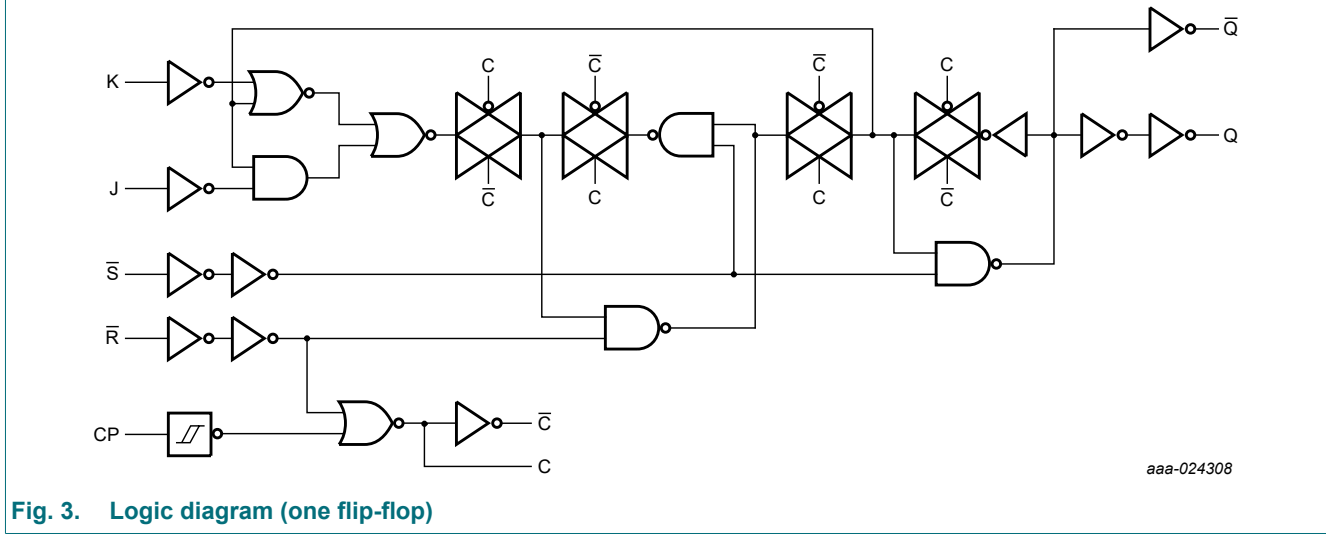 Q̅
C
C̅
C̅
C
K
Q
J
C̅
C
C
C̅
S̅
R̅
C̅
CP
C
aaa-024308
Fig. 3. Logic diagram (one flip-flop)